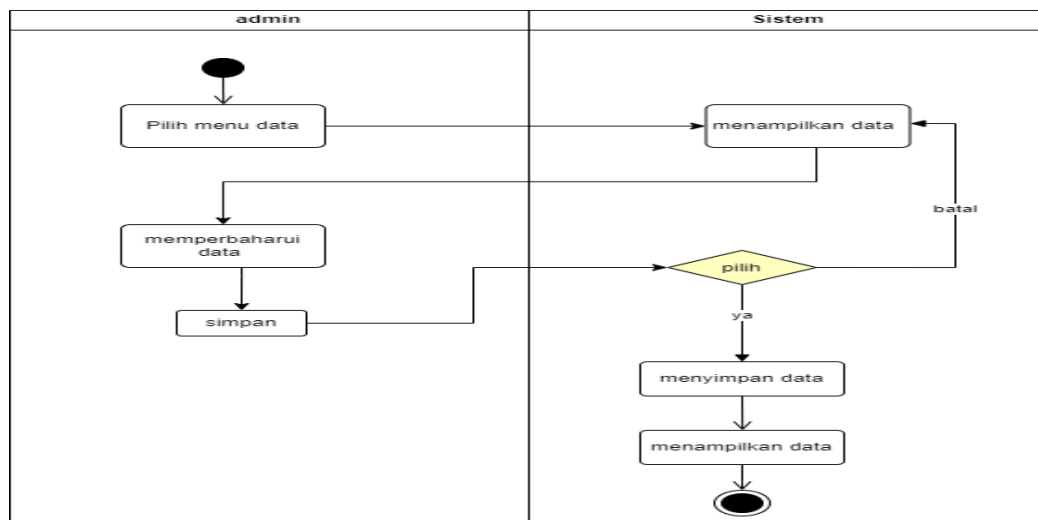 admin
Sistem
Pilih menu data
menampilkan data
batal
memperbaharui
data
pilih
simpan
ya
menyimpan data
menampilkan data